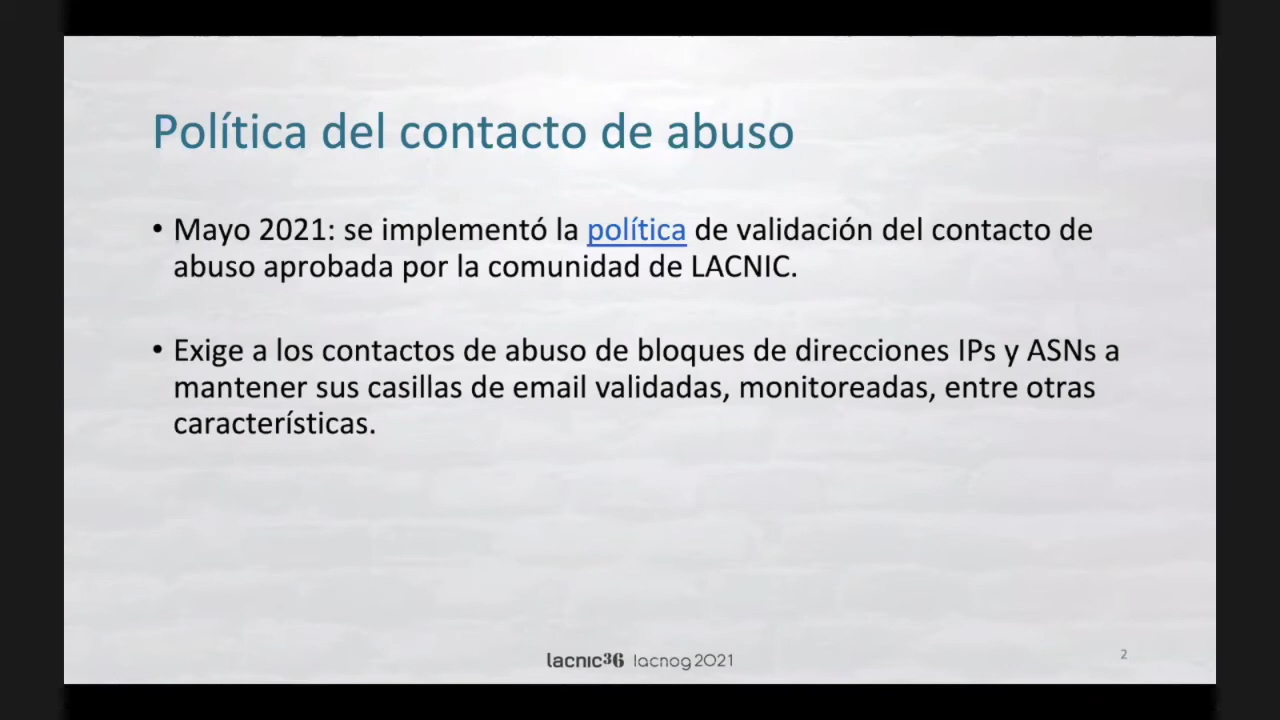 Política del contacto de abuso
• Mayo 2021: se implementó la política de validación del contacto de
abuso aprobada por la comunidad de LACNIC.
• Exige a los contactos de abuso de bloques de direcciones IPs y ASNs a
mantener sus casillas de email validadas, monitoreadas, entre otras
características.
lacnic36 lacnog2021
2